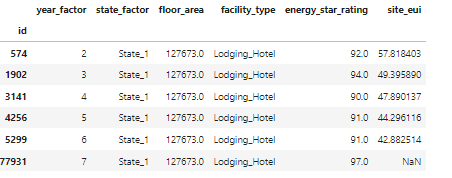 year_factor state_factor floor_area facility_type energy_star_rating site_eui
id
574 2 State_1 127673.0 Lodging_Hotel 92.0 57.818403
1902 3 State_1 127673.0 Lodging_Hotel 94.0 49.395890
3141 4 State_1 127673.0 Lodging_Hotel 90.0 47.890137
4256 5 State_1 127673.0 Lodging_Hotel 91.0 44.296116
5299 6 State_1 127673.0 Lodging_Hotel 91.0 42.882514
77931 7 State_1 127673.0 Lodging_Hotel 97.0 NaN